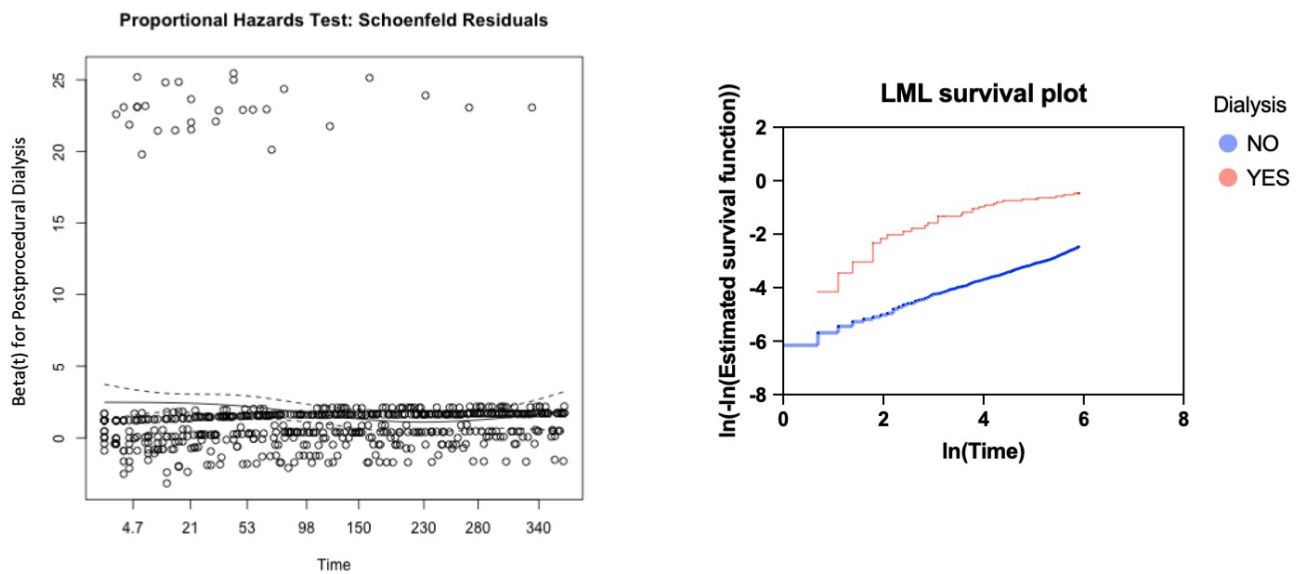 Proportional Hazards Test: Schoenfeld Residuals
Beta(t) for Postprocedural Dialysis
25
20
15
10
5
0
4.7 21 53 98 150 230 280 340
Time
LML survival plot
ln(-ln(Estimated survival function))
2
0
-2
-4
-6
-8
0 2 4 6 8
ln(Time)
Dialysis
NO
YES